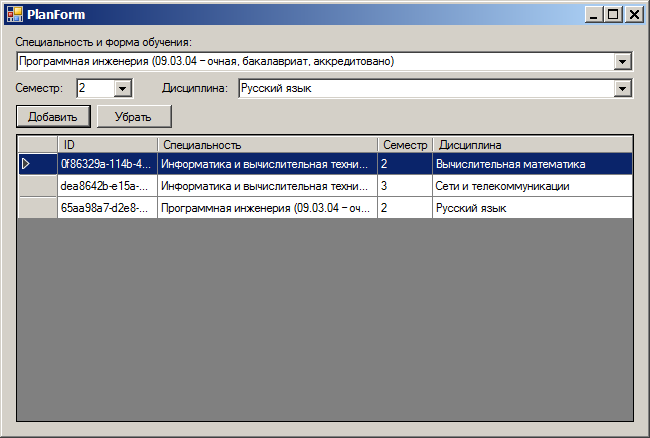 PlanForm
Специальность и форма обучения:
Программная инженерия (09.03.04 – очная, бакалавриат, аккредитовано)
Семестр: 2 Дисциплина: Русский язык
Добавить Убрать
ID Специальность Семестр Дисциплина
0f86329a-114b-4... Информатика и вычислительная техни... 2 Вычислительная математика
dea8642b-e15a-... Информатика и вычислительная техни... 3 Сети и телекоммуникации
65aa98a7-d2e8-... Программная инженерия (09.03.04 – оч... 2 Русский язык